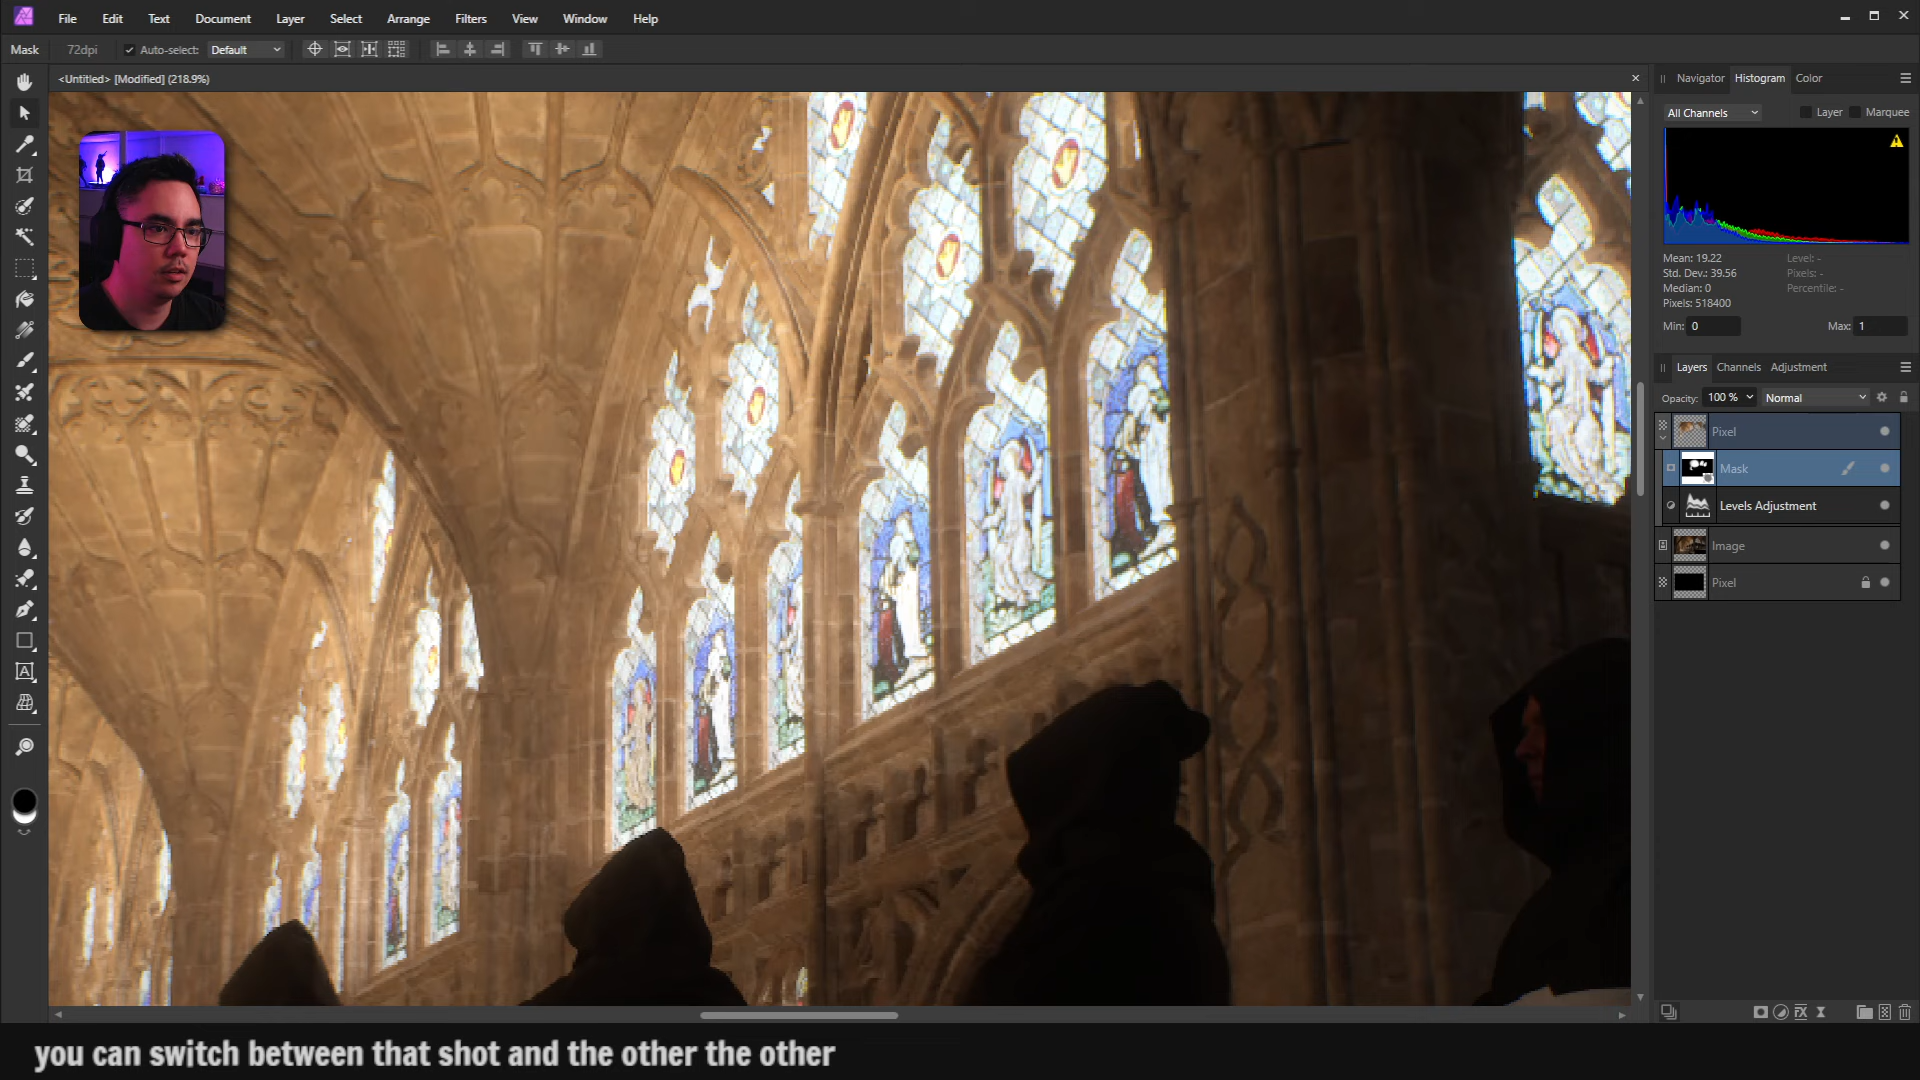 File Edit Text Document Layer Select Arrange Filters View Window Help
Mask 72dpi Auto-select: Default
<Untitled> [Modified] (218.9%)
Navigator Histogram Color
All Channels Layer Marquee
Mean: 19.22 Level: -
Std. Dev.: 39.56 Pixels: -
Median: 0 Percentile: -
Pixels: 518400
Min: 0 Max: 1
Layers Channels Adjustment
Opacity: 100 % Normal
Pixel
Mask
Levels Adjustment
Image
Pixel
you can switch between that shot and the other the other